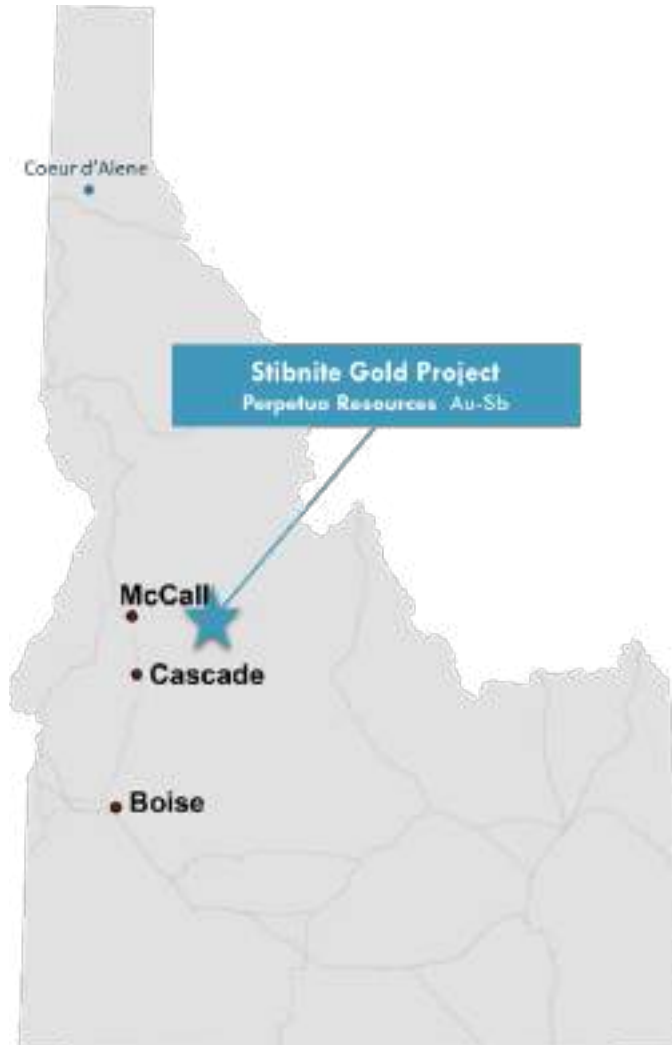 Coeur d'Alene
Stibnite Gold Project
Perpetua Resources Au-Sb
McCall
Cascade
Boise